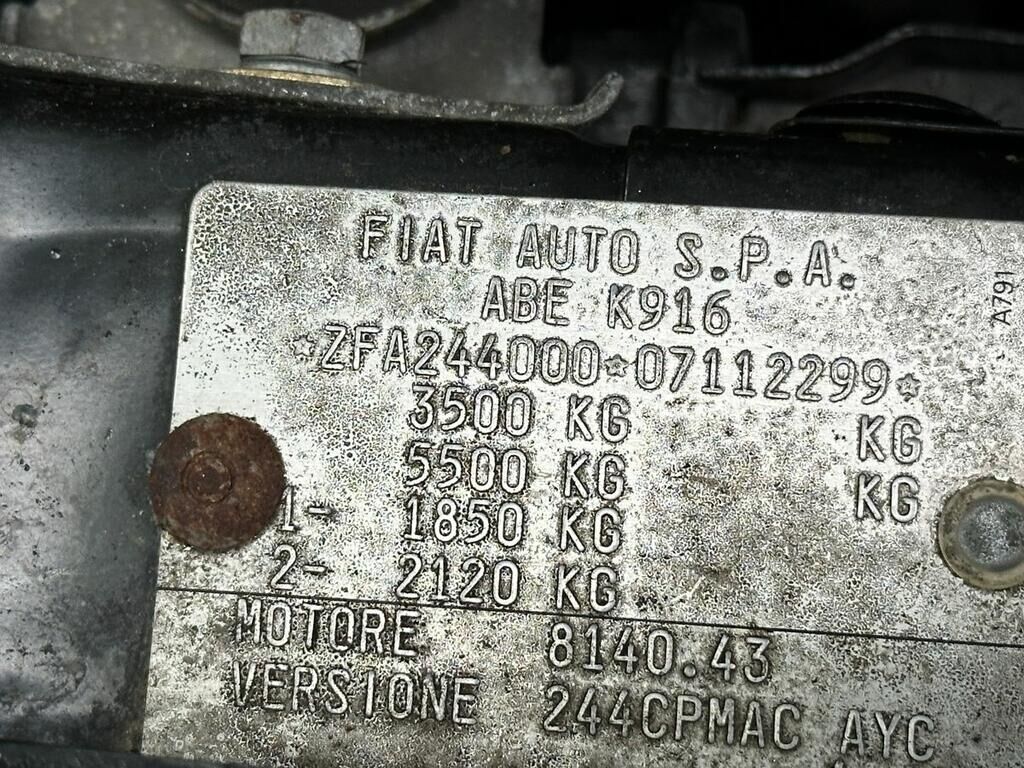 FIAT AUTO S.P.A.
ABE K916
*ZFA244000*07112299*
3500 KG KG
5500 KG KG
1- 1850 KG
2- 2120 KG
MOTORE 8140.43
VERSIONE 244CPMAC AYC
A791